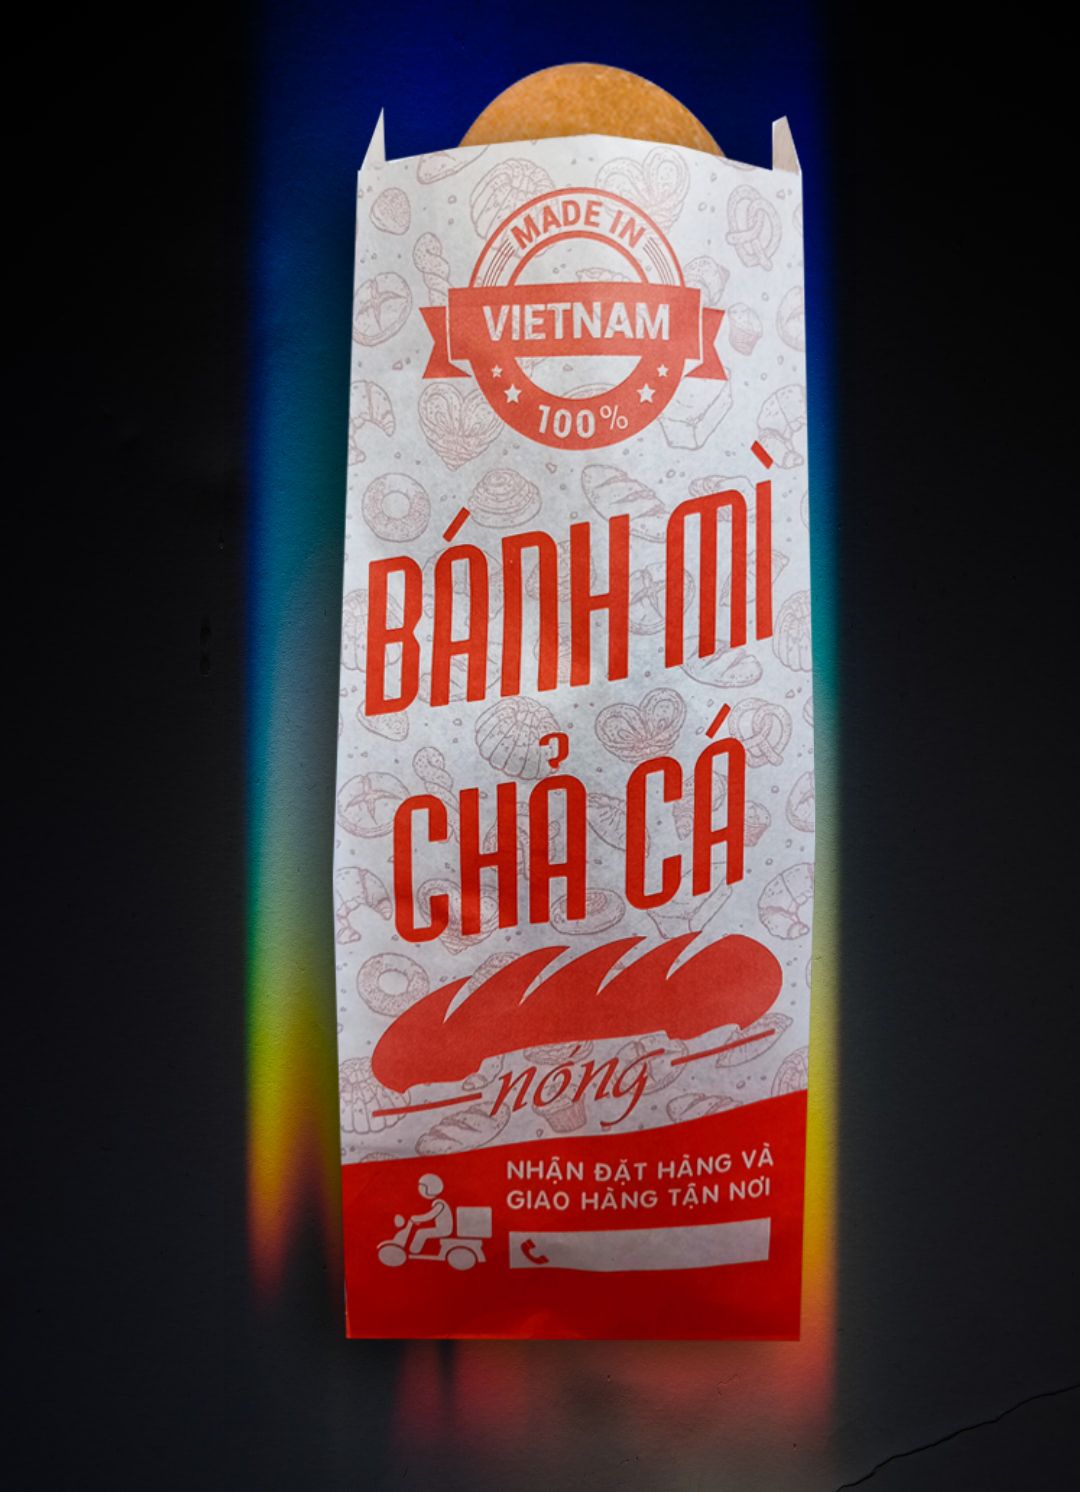 MADE IN
VIETNAM
100%
BÁNH MÌ
CHẢ CÁ
nóng
NHẬN ĐẶT HÀNG VÀ
GIAO HÀNG TẬN NƠI